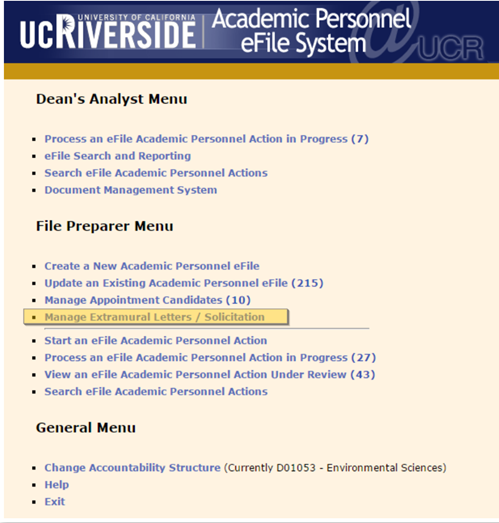 UNIVERSITY OF CALIFORNIA
UCRIVERSIDE
Academic Personnel
eFile System
@UCR
Dean's Analyst Menu
Process an eFile Academic Personnel Action in Progress (7)
eFile Search and Reporting
Search eFile Academic Personnel Actions
Document Management System
File Preparer Menu
Create a New Academic Personnel eFile
Update an Existing Academic Personnel eFile (215)
Manage Appointment Candidates (10)
Manage Extramural Letters / Solicitation
Start an eFile Academic Personnel Action
Process an eFile Academic Personnel Action in Progress (27)
View an eFile Academic Personnel Action Under Review (43)
Search eFile Academic Personnel Actions
General Menu
Change Accountability Structure (Currently D01053 - Environmental Sciences)
Help
Exit